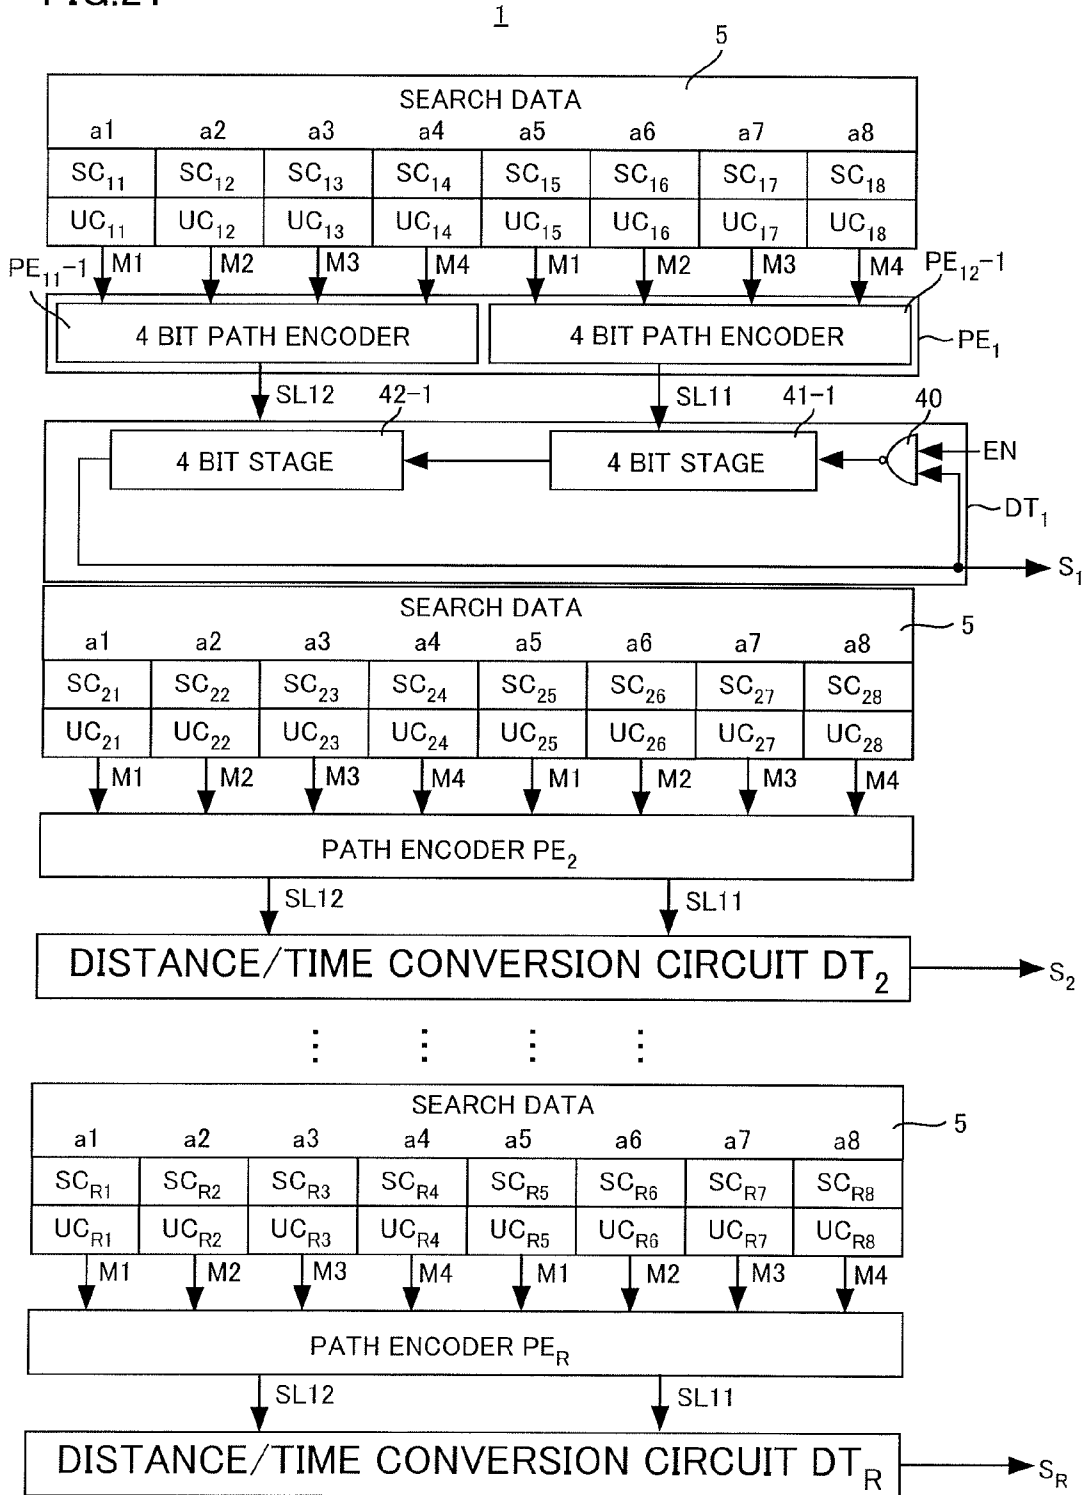 1
5
SEARCH DATA
a1 a2 a3 a4 a5 a6 a7 a8
SC11 SC12 SC13 SC14 SC15 SC16 SC17 SC18
UC11 UC12 UC13 UC14 UC15 UC16 UC17 UC18
PE11-1 M1 M2 M3 M4 M1 M2 M3 M4 PE12-1
4 BIT PATH ENCODER 4 BIT PATH ENCODER PE1
SL12 42-1 SL11 41-1 40
4 BIT STAGE 4 BIT STAGE EN
DT1
S1
SEARCH DATA
5
a1 a2 a3 a4 a5 a6 a7 a8
SC21 SC22 SC23 SC24 SC25 SC26 SC27 SC28
UC21 UC22 UC23 UC24 UC25 UC26 UC27 UC28
M1 M2 M3 M4 M1 M2 M3 M4
PATH ENCODER PE2
SL12 SL11
DISTANCE/TIME CONVERSION CIRCUIT DT2 S2
SEARCH DATA
5
a1 a2 a3 a4 a5 a6 a7 a8
SCR1 SCR2 SCR3 SCR4 SCR5 SCR6 SCR7 SCR8
UCR1 UCR2 UCR3 UCR4 UCR5 UCR6 UCR7 UCR8
M1 M2 M3 M4 M1 M2 M3 M4
PATH ENCODER PER
SL12 SL11
DISTANCE/TIME CONVERSION CIRCUIT DTR SR